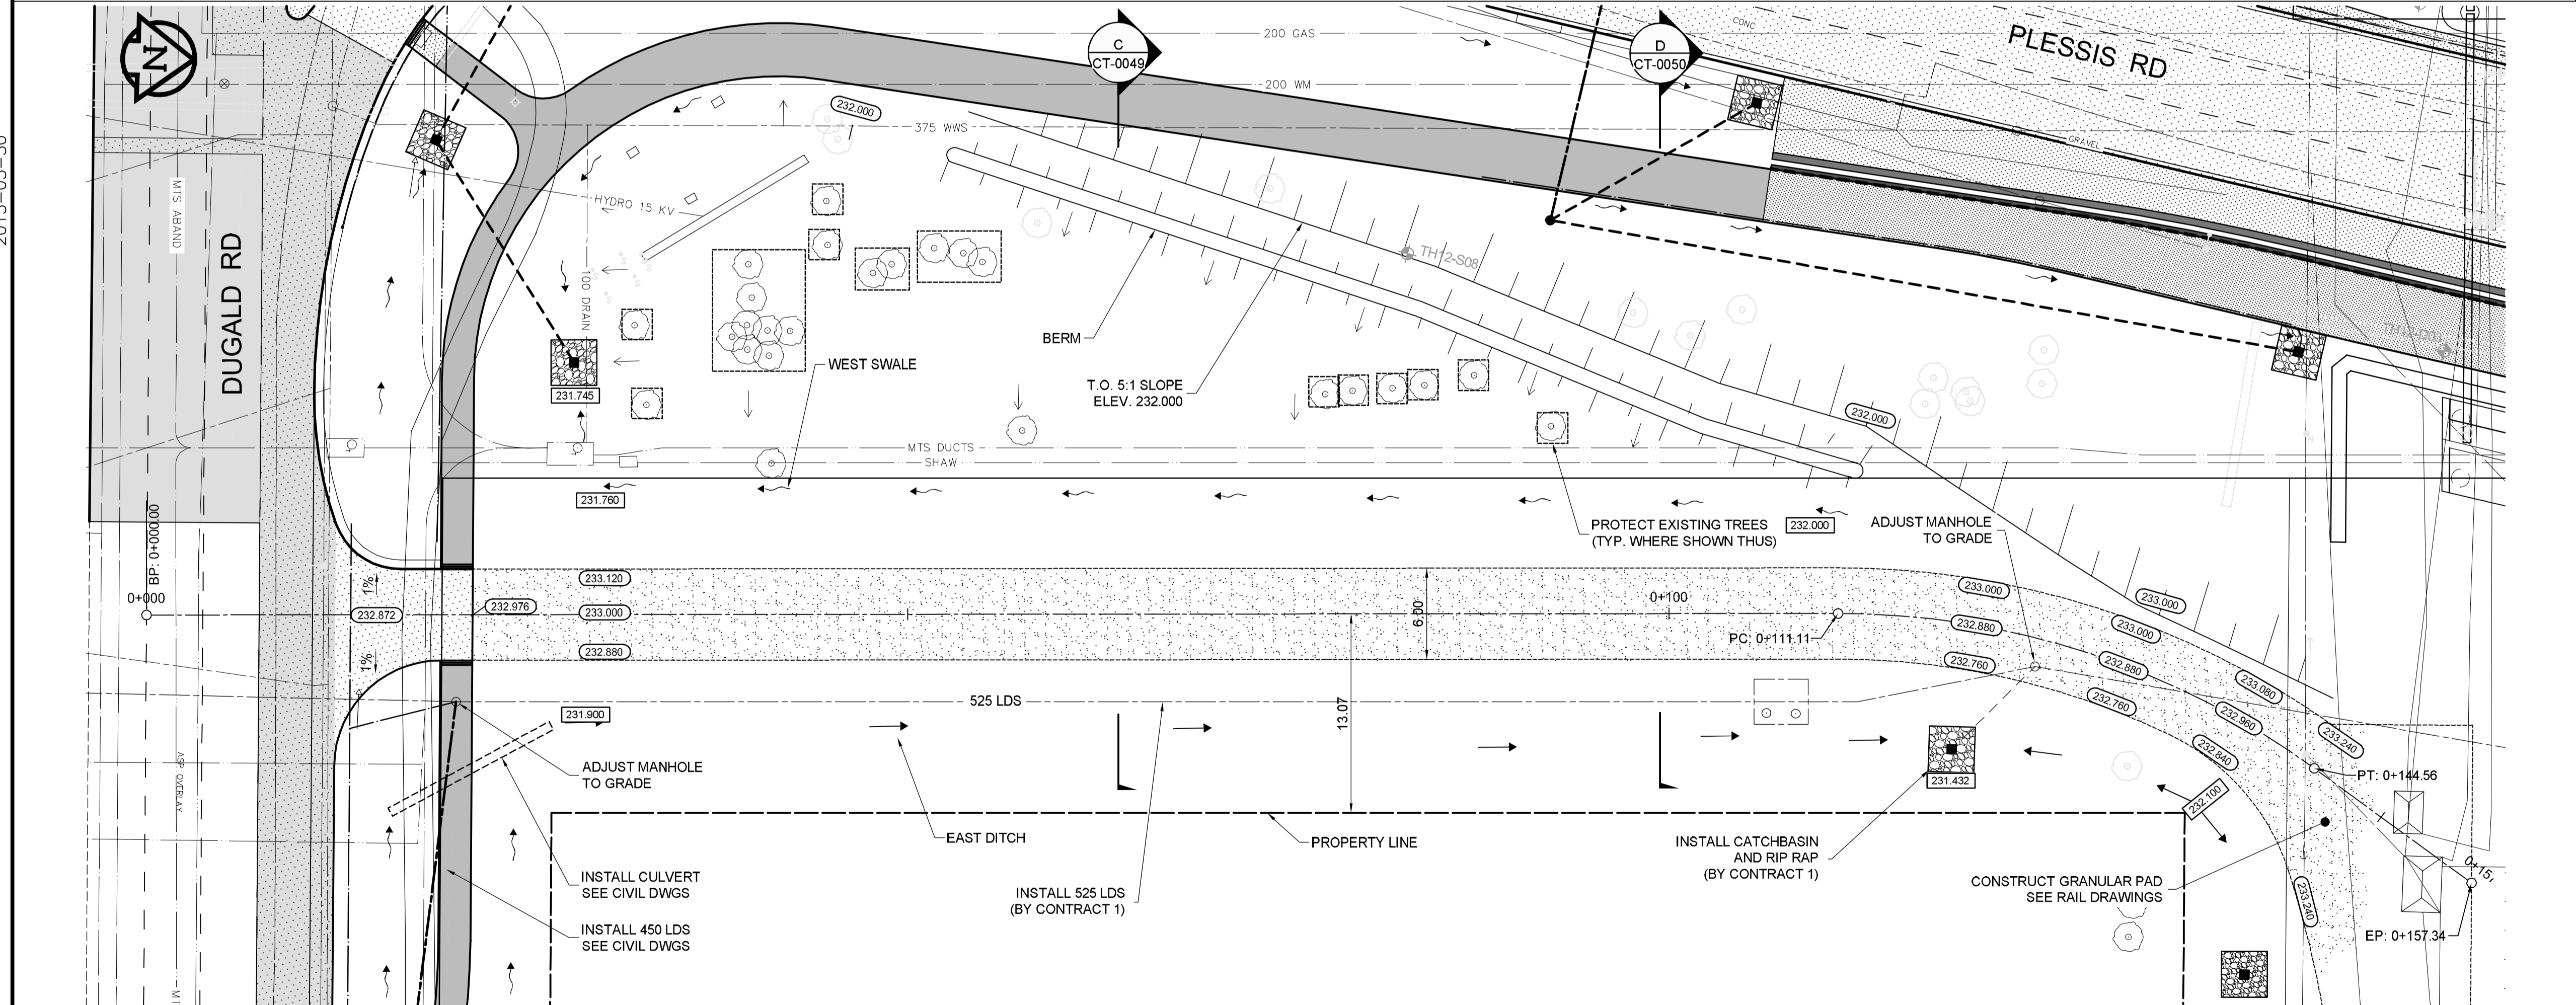 N
C
CT-0049
D
CT-0050
200 GAS
200 WM
375 WWS
CONC
PLESSIS RD
GRAVEL
232.000
HYDRO 15 KV
MTS ABAND
DUGALD RD
100 DRAIN
TH12-S08
BERM
WEST SWALE
T.O. 5:1 SLOPE
ELEV. 232.000
231.745
232.000
MTS DUCTS
SHAW
231.760
PROTECT EXISTING TREES
(TYP. WHERE SHOWN THUS)
232.000
ADJUST MANHOLE
TO GRADE
BP: 0+000.00
0+000
1%
232.872
232.976
233.120
233.000
232.880
1%
6.00
0+100
PC: 0+111.11
233.000
232.880
232.760
233.000
233.000
232.880
232.760
233.080
232.960
232.840
233.240
PT: 0+144.56
525 LDS
13.07
231.900
231.432
232.100
ADJUST MANHOLE
TO GRADE
ASP OVERLAY
EAST DITCH
PROPERTY LINE
INSTALL CATCHBASIN
AND RIP RAP
(BY CONTRACT 1)
INSTALL CULVERT
SEE CIVIL DWGS
INSTALL 525 LDS
(BY CONTRACT 1)
CONSTRUCT GRANULAR PAD
SEE RAIL DRAWINGS
233.240
INSTALL 450 LDS
SEE CIVIL DWGS
EP: 0+157.34